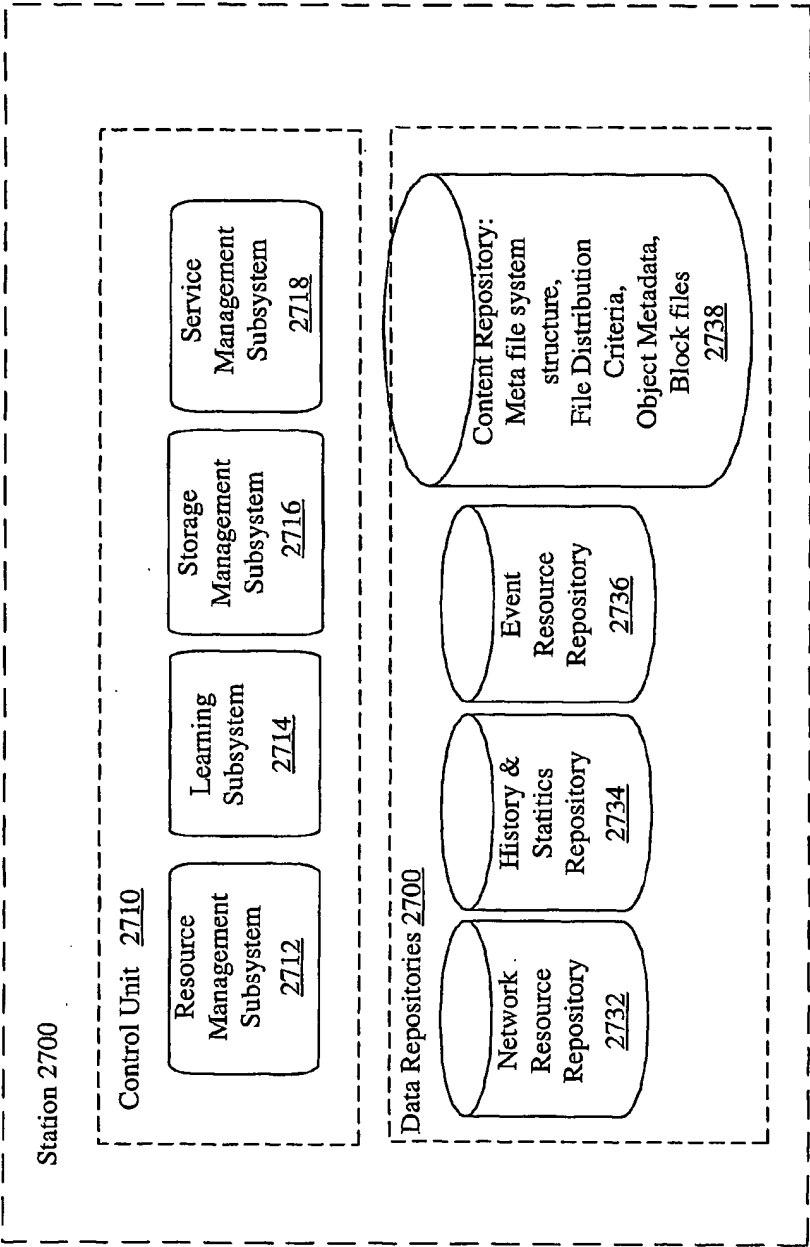 Station 2700
Control Unit 2710
Resource
Management
Subsystem
2712
Learning
Subsystem
2714
Storage
Management
Subsystem
2716
Service
Management
Subsystem
2718
Data Repositories 2700
Network
Resource
Repository
2732
History &
Statitics
Repository
2734
Event
Resource
Repository
2736
Content Repository:
Meta file system
structure,
File Distribution
Criteria,
Object Metadata,
Block files
2738